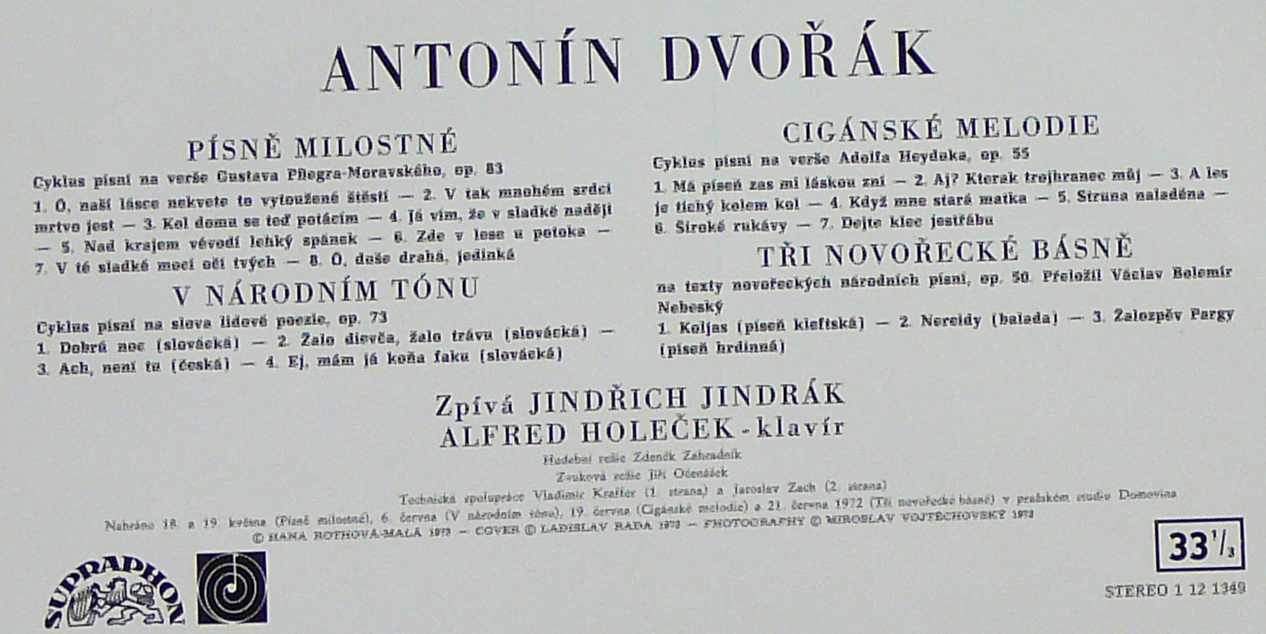 ANTONÍN DVOŘÁK
PÍSNĚ MILOSTNÉ
Cyklus písní na verše Gustava Pflegra-Moravského, op. 83
1. Ó, naší lásce nekvete to vytoužené štěstí — 2. V tak mnohém srdci
mrtvo jest — 3. Kol domu se teď potácím — 4. Já vím, že v sladké naději
— 5. Nad krajem vévodí lehký spánek — 6. Zde v lese u potoka —
7. V té sladké moci očí tvých — 8. Ó, duše drahá, jedinká
V NÁRODNÍM TÓNU
Cyklus písní na slova lidové poezie, op. 73
1. Dobrú noc (slovácká) — 2. Žalo dievča, žalo trávu (slovácká) —
3. Ach, není tu (česká) — 4. Ej, mám já koňa faku (slovácká)
CIGÁNSKÉ MELODIE
Cyklus písní na verše Adolfa Heyduka, op. 55
1. Má píseň zas mi láskou zní — 2. Aj? Kterak trojhranec můj — 3. A les
je tichý kolem kol — 4. Když mne stará matka — 5. Struna naladěna —
6. Široké rukávy — 7. Dejte klec jestřábu
TŘI NOVOŘECKÉ BÁSNĚ
na texty novořeckých národních písní, op. 50. Přeložil Václav Bolemír
Nebeský
1. Koljas (píseň kleftská) — 2. Nereidy (balada) — 3. Žalozpěv Pargy
(píseň hrdinná)
Zpívá JINDŘICH JINDRÁK
ALFRED HOLEČEK - klavír
Hudební režie Zdeněk Zahradník
Zvuková režie Jiří Očenášek
Technická spolupráce Vladimír Kraffer (1. strana) a Jaroslav Zach (2. strana)
Nahráno 18. a 19. května (Písně milostné), 6. června (V národním tónu), 19. června (Cigánské melodie) a 21. června 1972 (Tři novořecké básně) v pražském studiu Domovina
© HANA ROTHOVÁ-MALÁ 1973 — COVER © LADISLAV RADA 1973 — PHOTOGRAPHY © MIROSLAV VOJTĚCHOVSKÝ 1973
SUPRAPHON
33 1/3
STEREO 1 12 1349